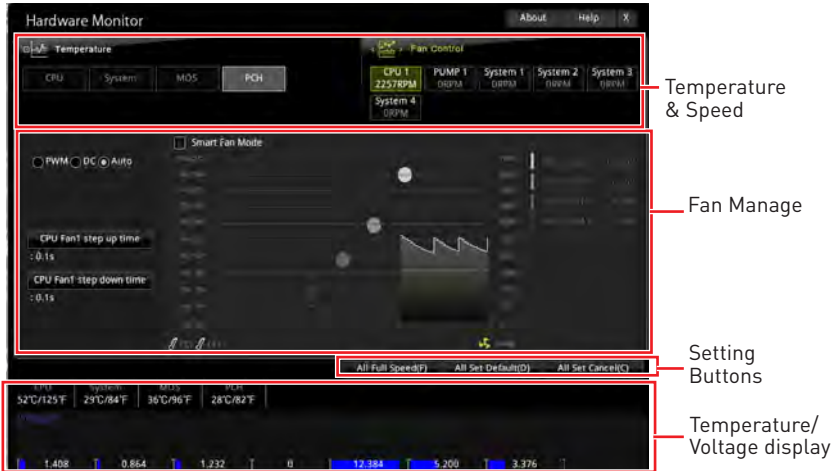 Hardware Monitor
About Help X
Temperature
Fan Control
CPU System MOS PCH
CPU 1 PUMP 1 System 1 System 2 System 3
2257RPM 0RPM 0RPM 0RPM 0RPM
System 4
0RPM
Temperature
& Speed
Smart Fan Mode
PWM DC Auto
Fan Manage
CPU Fan1 step up time
: 0.1s
CPU Fan1 step down time
: 0.1s
All Full Speed(F) All Set Default(D) All Set Cancel(C)
Setting
Buttons
CPU System MOS PCH
52°C/125°F 29°C/84°F 36°C/96°F 28°C/82°F
Temperature/
Voltage display
1.408 0.864 1.232 0 12.384 5.200 3.376